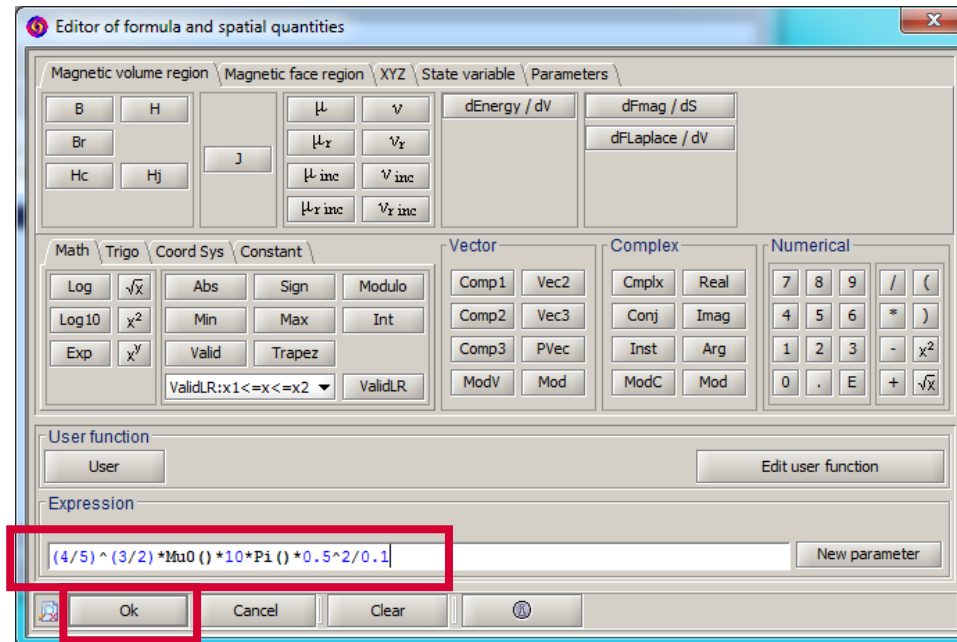 Editor of formula and spatial quantities
x
Magnetic volume region Magnetic face region XYZ State variable Parameters
B H μ ν dEnergy / dV dFmag / dS
Br J μr νr dFLaplace / dV
Hc Hj μ inc ν inc
μr inc νr inc
Math Trigo Coord Sys Constant Vector Complex Numerical
Log √x Abs Sign Modulo Comp1 Vec2 Cmplx Real 7 8 9 / (
Log10 x² Min Max Int Comp2 Vec3 Conj Imag 4 5 6 * )
Exp xʸ Valid Trapez Comp3 PVec Inst Arg 1 2 3 - x²
ValidLR:x1<=x<=x2 ValidLR ModV Mod ModC Mod 0 . E + √x
User function
User Edit user function
Expression
(4/5)^(3/2)*Mu0()*10*Pi()*0.5^2/0.1 New parameter
Ok Cancel Clear